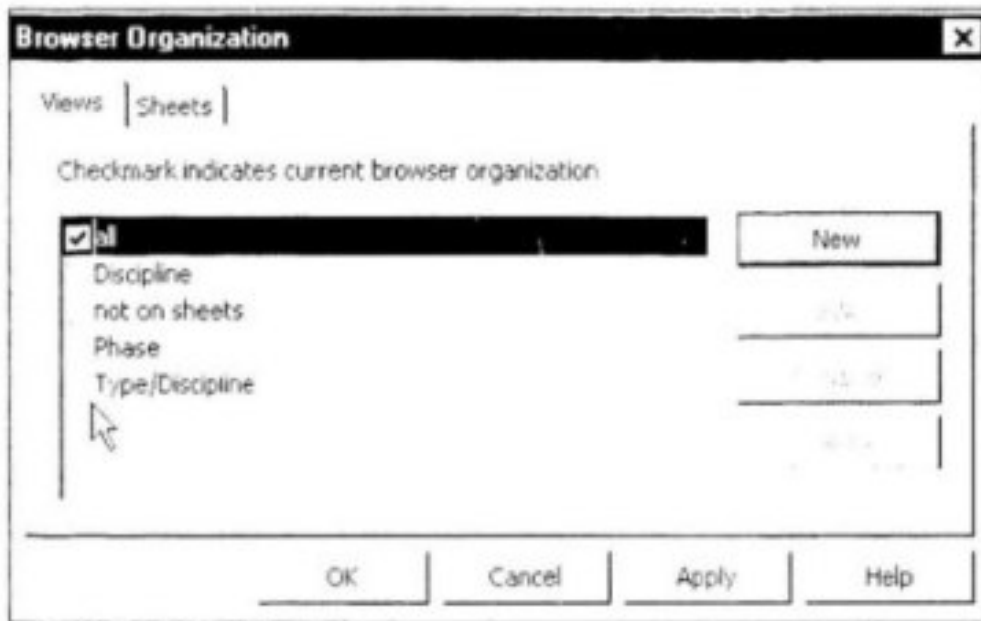 Browser Organization
Views
Sheets
Checkmark indicates current browser organization
all
New
Discipline
not on sheets
Phase
Type/Discipline
OK
Cancel
Apply
Help